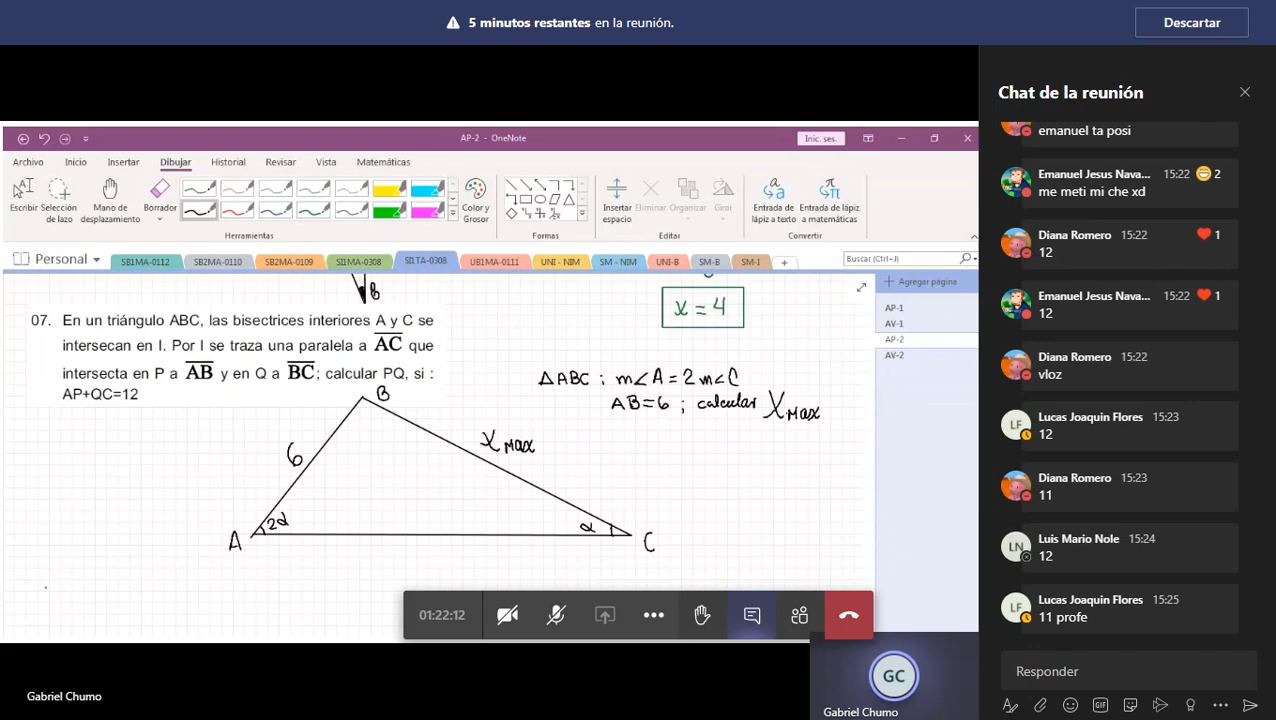 5 minutos restantes en la reunión.
Descartar
Chat de la reunión
AP-2 - OneNote
Inic. ses.
Archivo Inicio Insertar Dibujar Historial Revisar Vista Matemáticas
Escribir
Selección de lazo
Mano de desplazamiento
Borrador
Color y Grosor
Insertar espacio
Eliminar
Organizar
Girar
Entrada de lápiz a texto
Entrada de lápiz a matemáticas
Herramientas
Formas
Editar
Convertir
Personal
SB1MA-0112 SB2MA-0110 SB2MA-0109 SI1MA-0308 SI1TA-0308 UB1MA-0111 UNI - NIM SM - NIM UNI-B SM-B SM-I
Buscar (Ctrl+J)
Agregar página
AP-1
AV-1
AP-2
AV-2
B
x = 4
07. En un triángulo ABC, las bisectrices interiores A y C se
intersecan en I. Por I se traza una paralela a AC que
intersecta en P a AB y en Q a BC; calcular PQ, si :
AP+QC=12
△ABC ; m∠A = 2m∠C
AB=6 ; calcular XMAX
B
6
XMAX
2α
α
A
C
01:22:12
GC
Gabriel Chumo
Gabriel Chumo
emanuel ta posi
Emanuel Jesus Nava... 15:22 2
me meti mi che xd
Diana Romero 15:22 1
12
Emanuel Jesus Nava... 15:22 1
12
Diana Romero 15:22
vloz
LF
Lucas Joaquin Flores 15:23
12
Diana Romero 15:23
11
LN
Luis Mario Nole 15:24
12
LF
Lucas Joaquin Flores 15:25
11 profe
Responder